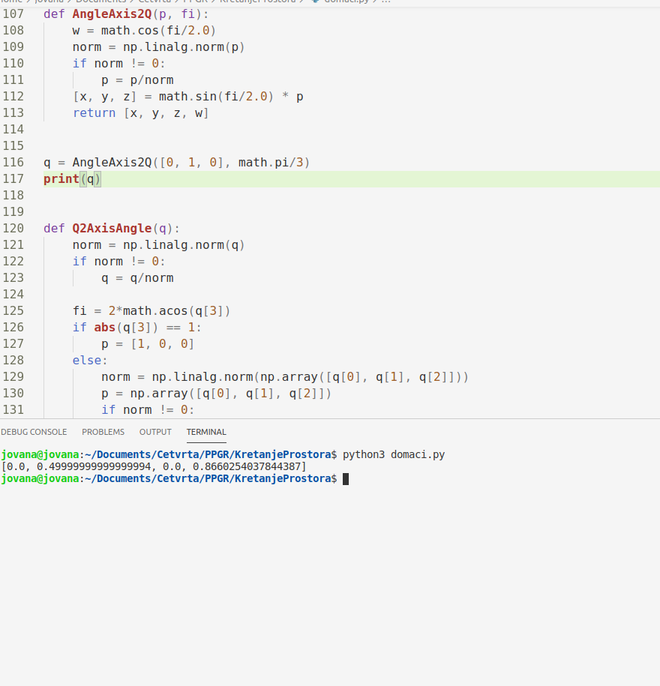 home > jovana > Documents > Cetvrta > PPGR > KretanjeProstora > domaci.py > ...
107 def AngleAxis2Q(p, fi):
108     w = math.cos(fi/2.0)
109     norm = np.linalg.norm(p)
110     if norm != 0:
111         p = p/norm
112     [x, y, z] = math.sin(fi/2.0) * p
113     return [x, y, z, w]
114
115
116 q = AngleAxis2Q([0, 1, 0], math.pi/3)
117 print(q)
118
119
120 def Q2AxisAngle(q):
121     norm = np.linalg.norm(q)
122     if norm != 0:
123         q = q/norm
124
125     fi = 2*math.acos(q[3])
126     if abs(q[3]) == 1:
127         p = [1, 0, 0]
128     else:
129         norm = np.linalg.norm(np.array([q[0], q[1], q[2]]))
130         p = np.array([q[0], q[1], q[2]])
131         if norm != 0:
DEBUG CONSOLE PROBLEMS OUTPUT TERMINAL
jovana@jovana:~/Documents/Cetvrta/PPGR/KretanjeProstora$ python3 domaci.py
[0.0, 0.49999999999999994, 0.0, 0.8660254037844387]
jovana@jovana:~/Documents/Cetvrta/PPGR/KretanjeProstora$